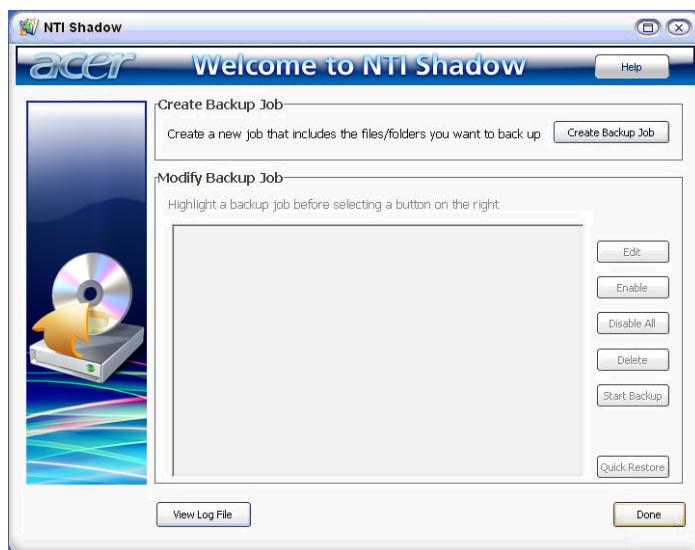 NTI Shadow
acer
Welcome to NTI Shadow
Help
Create Backup Job
Create a new job that includes the files/folders you want to back up
Create Backup Job
Modify Backup Job
Highlight a backup job before selecting a button on the right
Edit
Enable
Disable All
Delete
Start Backup
Quick Restore
View Log File
Done